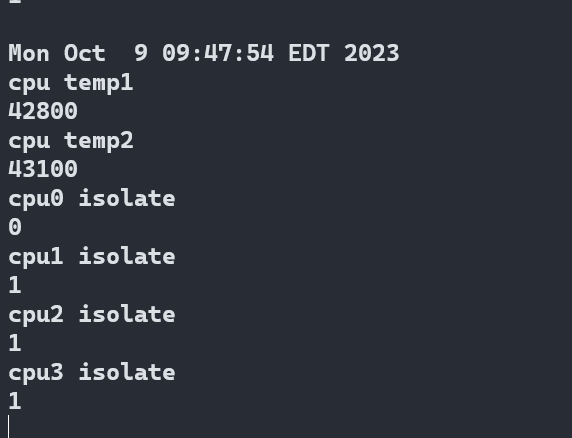 Mon Oct  9 09:47:54 EDT 2023
cpu temp1
42800
cpu temp2
43100
cpu0 isolate
0
cpu1 isolate
1
cpu2 isolate
1
cpu3 isolate
1